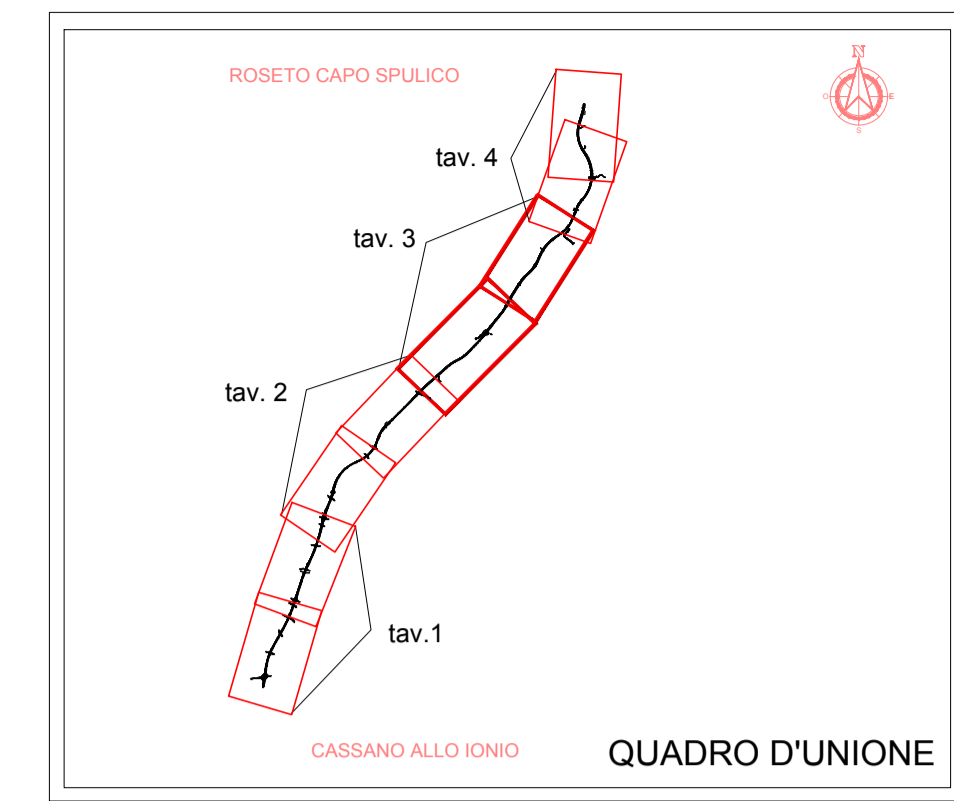 N
ROSETO CAPO SPULICO
O
E
S
tav. 4
tav. 3
tav. 2
tav.1
CASSANO ALLO IONIO
QUADRO D'UNIONE